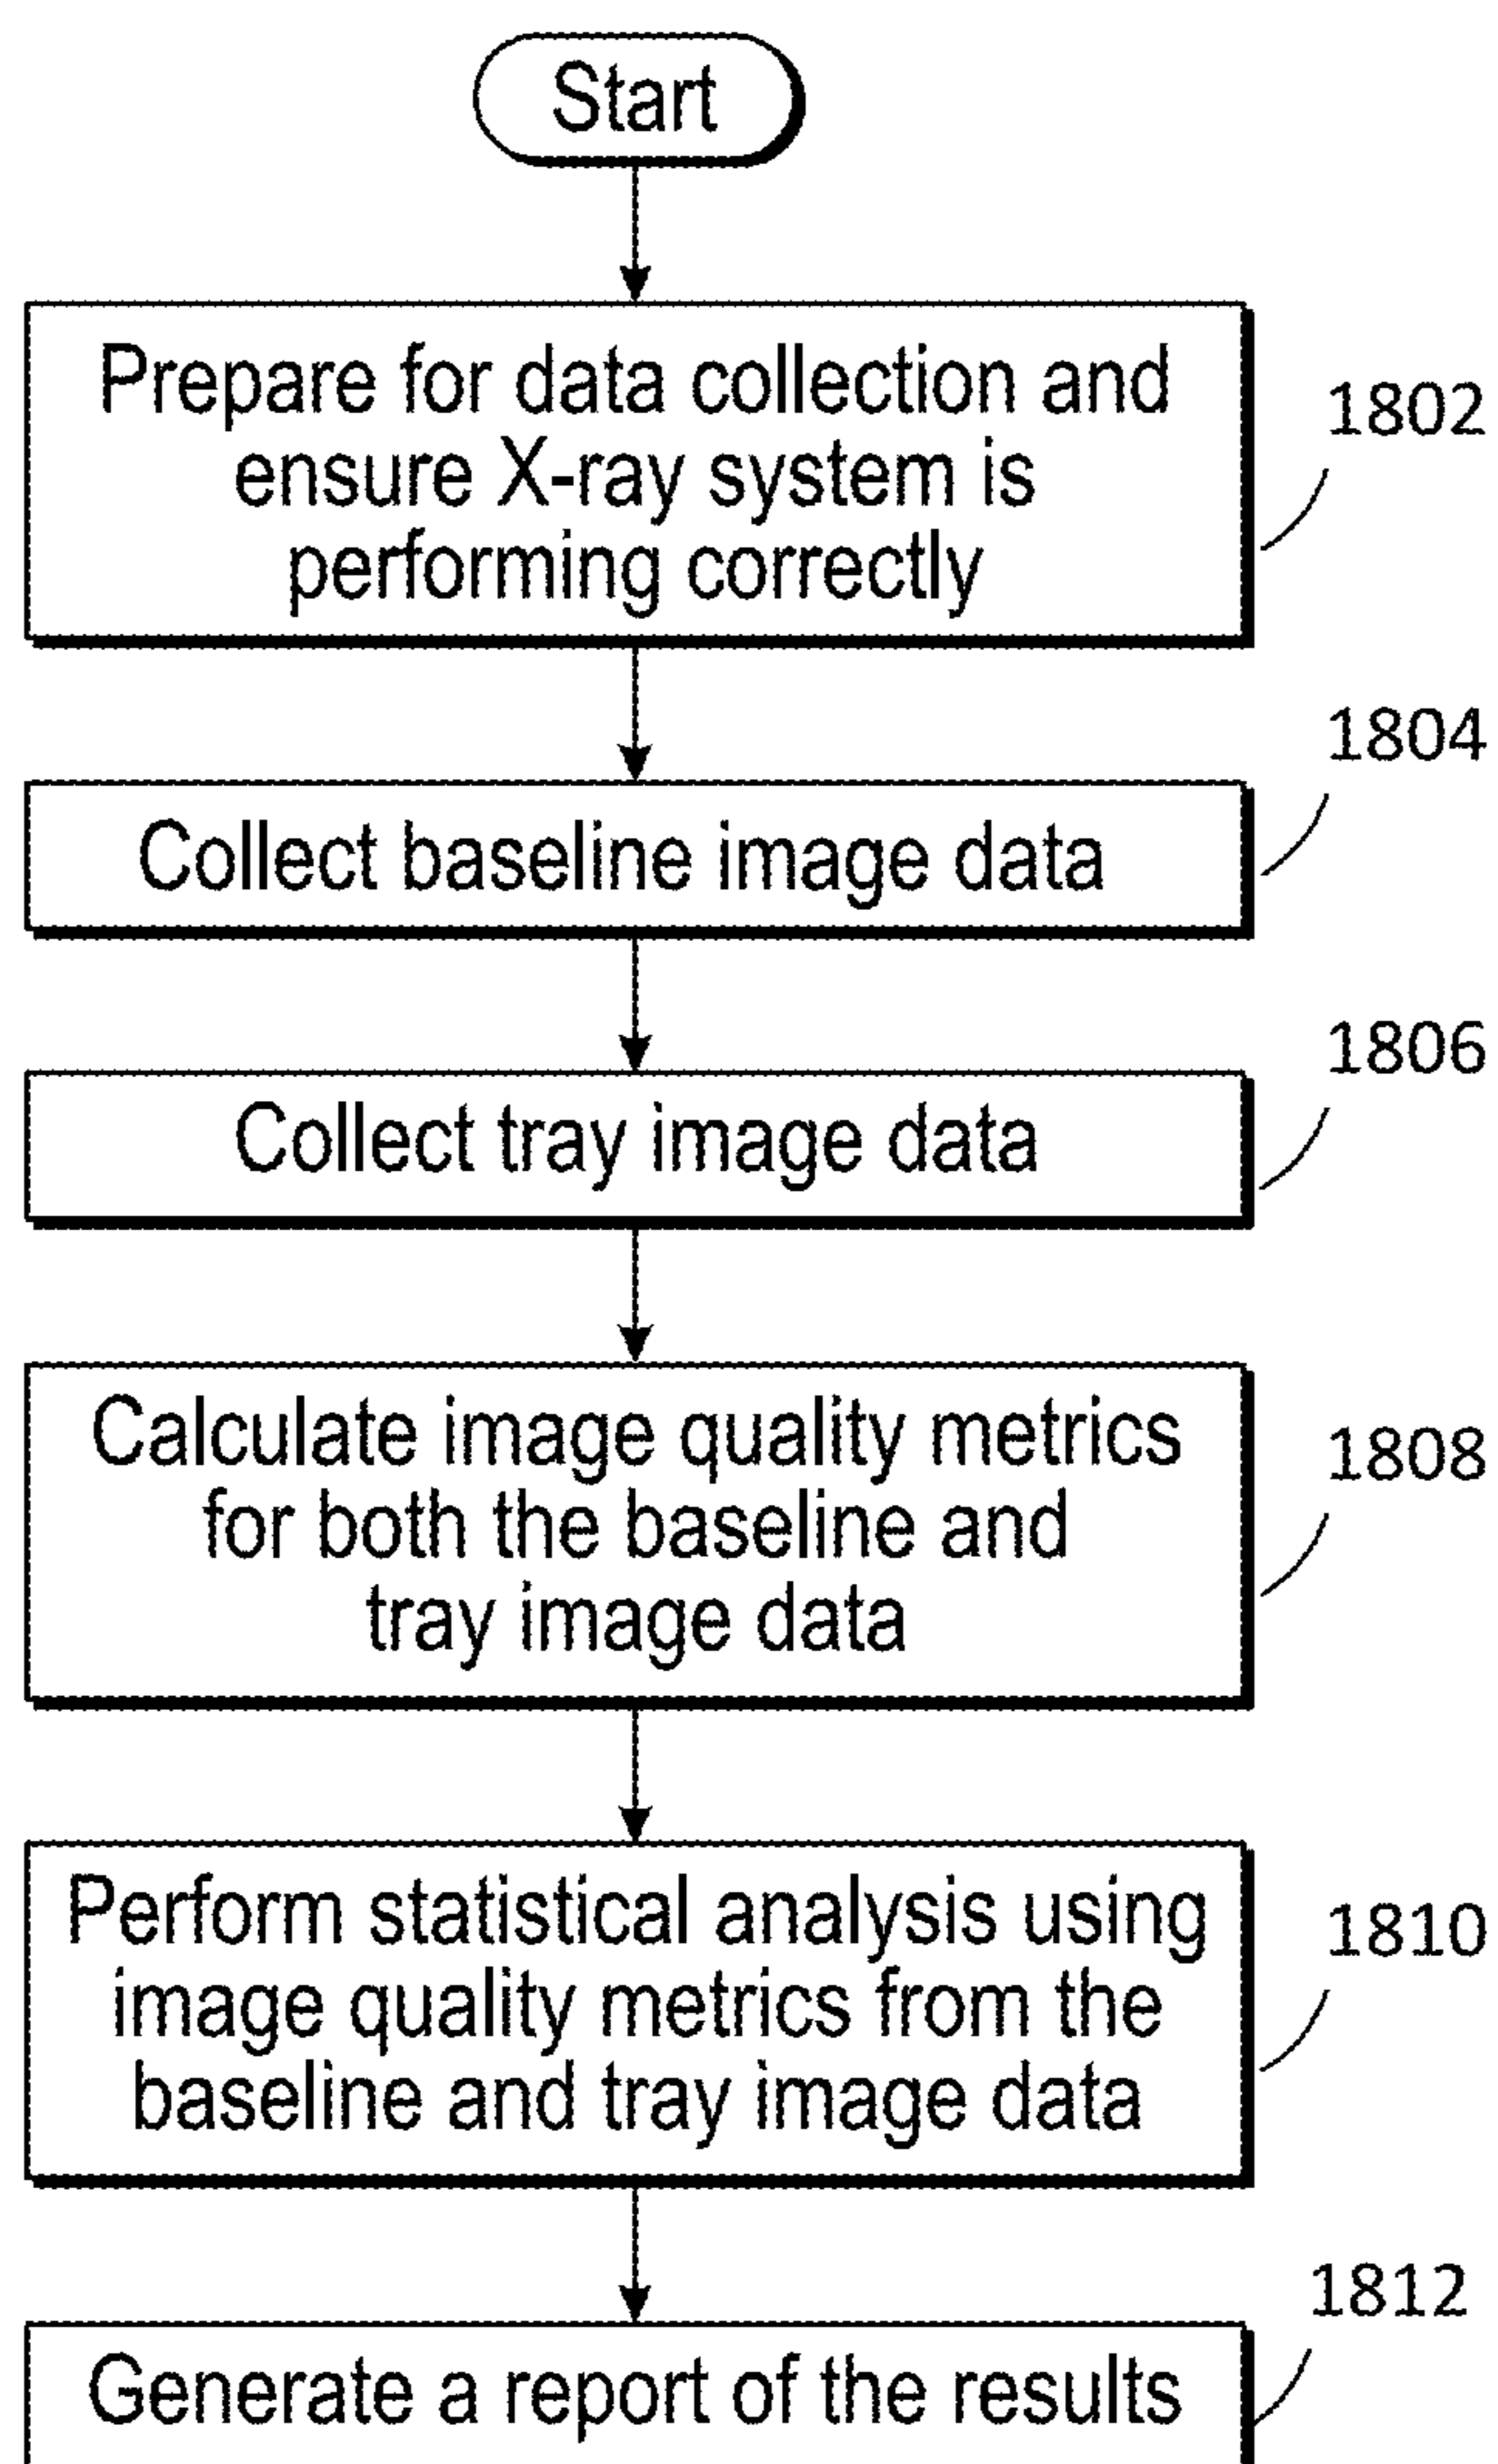 Start
Prepare for data collection and
ensure X-ray system is
performing correctly
1802
1804
Collect baseline image data
1806
Collect tray image data
Calculate image quality metrics
for both the baseline and
tray image data
1808
Perform statistical analysis using
image quality metrics from the
baseline and tray image data
1810
1812
Generate a report of the results